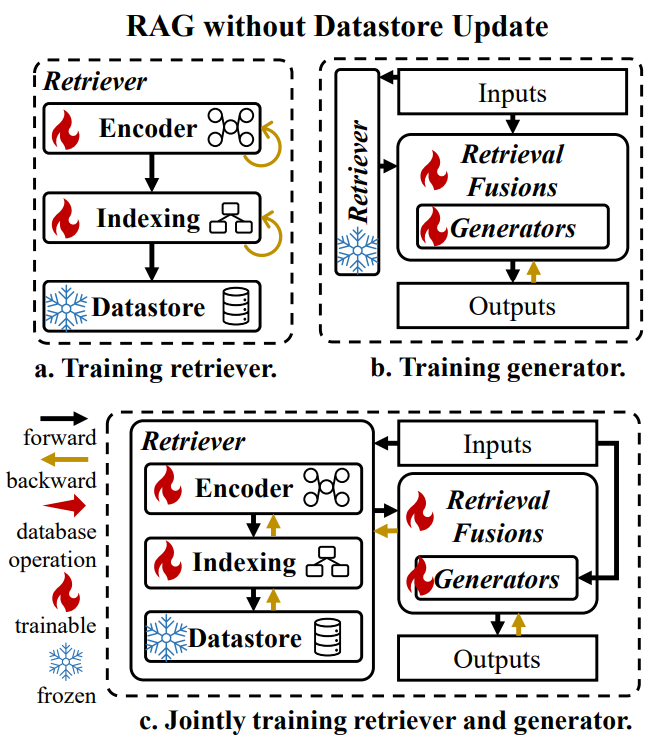 RAG without Datastore Update
Retriever
Encoder
Indexing
Datastore
a. Training retriever.
Retriever
Inputs
Retrieval
Fusions
Generators
Outputs
b. Training generator.
forward
backward
database
operation
trainable
frozen
Retriever
Encoder
Indexing
Datastore
Inputs
Retrieval
Fusions
Generators
Outputs
c. Jointly training retriever and generator.